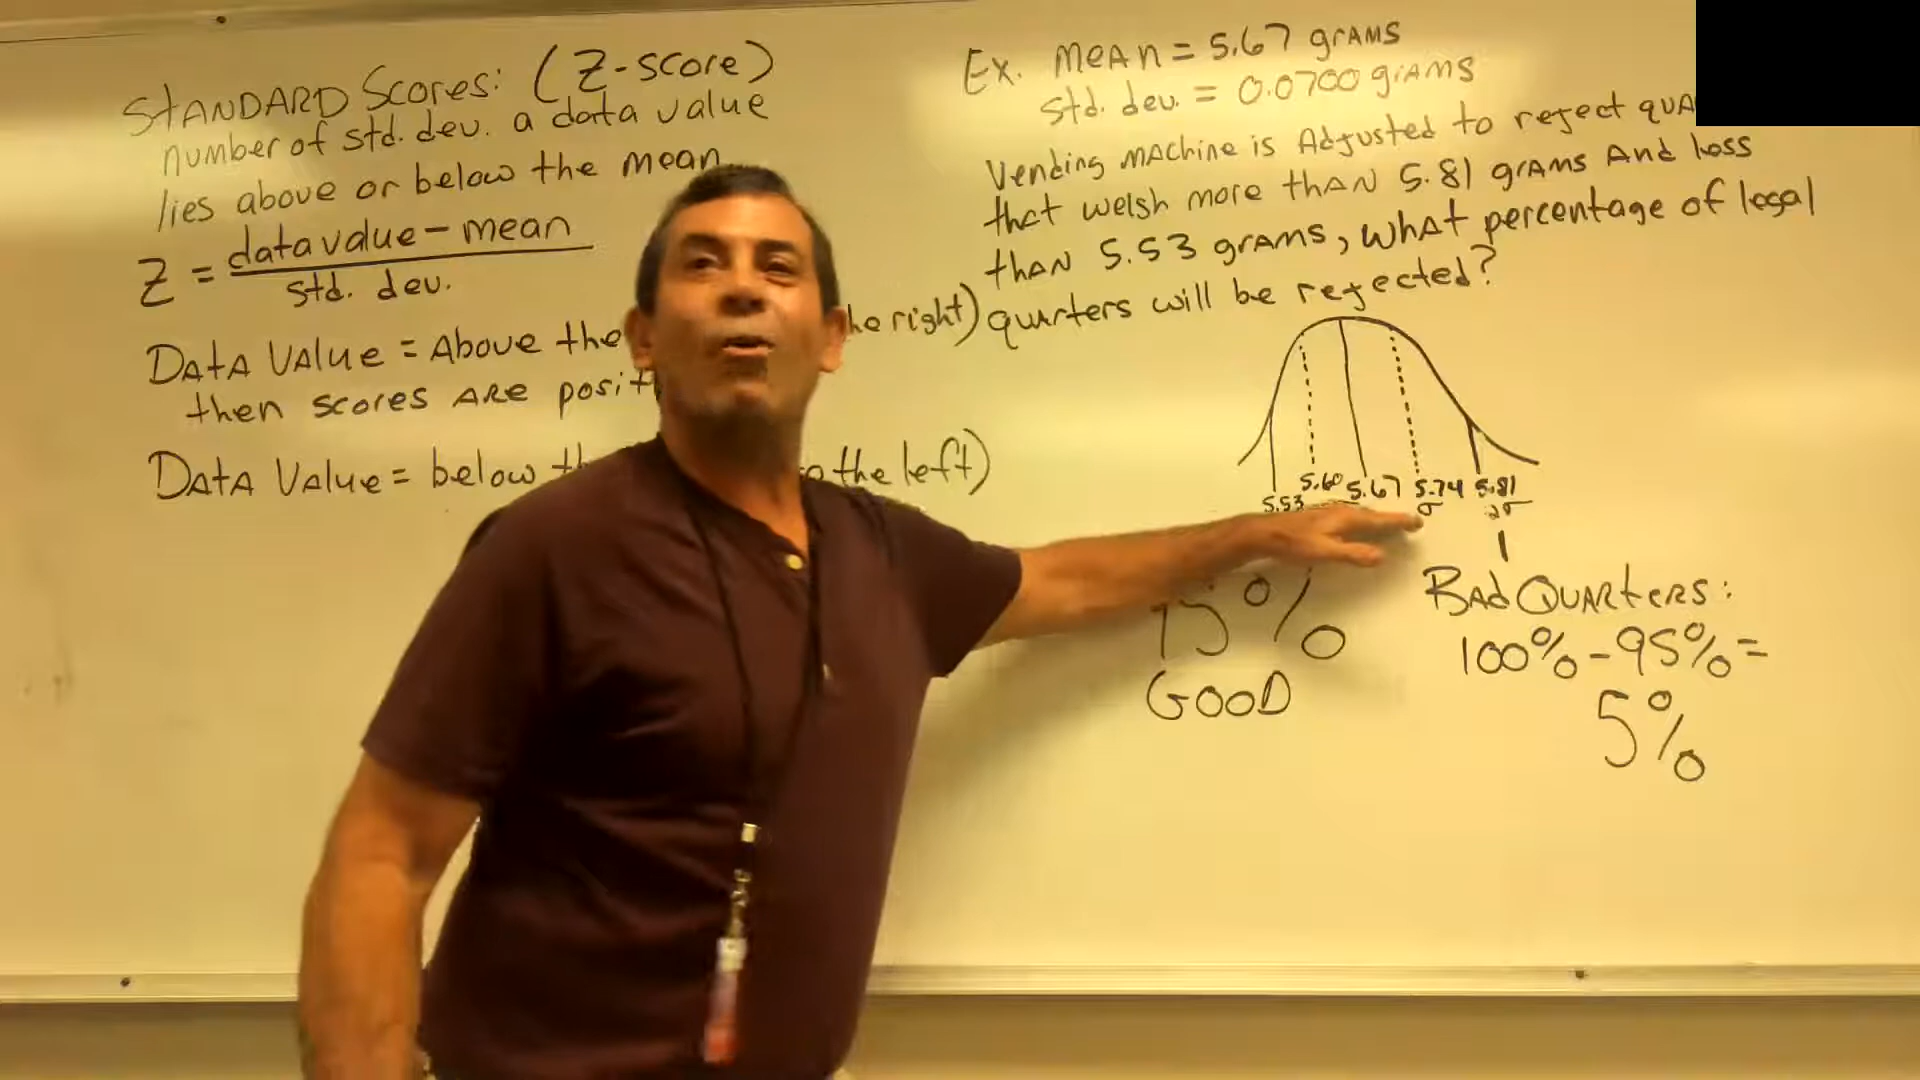 STANDARD Scores: (Z-score)
number of std. dev. a data value
lies above or below the mean
Z = data value - mean
std. dev.
DAtA VAlue = Above the he right)
then scores ARe posit
DAtA VAlue = below th the left)
Ex. meAn = 5.67 grAMS
std. dev. = 0.0700 grAMS
Vending mAchine is Adjusted to reject quA
that welsh more than 5.81 grams And less
than 5.53 grams, what percentage of legal
quarters will be rejected?
5.53 5.60 5.67 5.74 5.81
σ 2σ
5%
GOOD
BAd QUARters:
100% - 95% =
5%